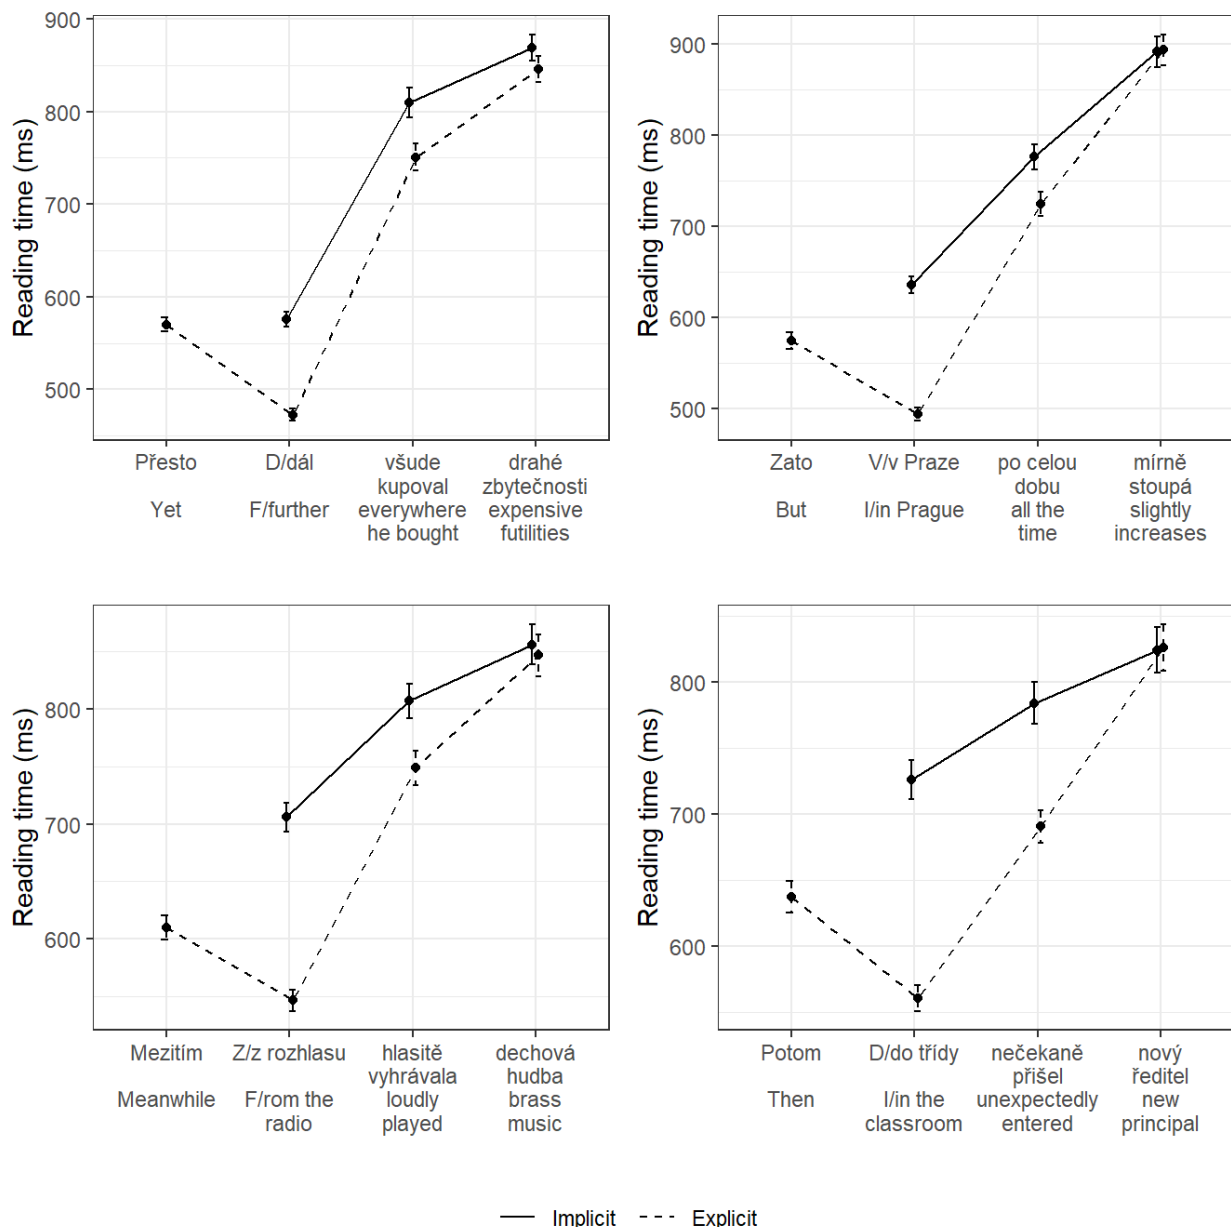 900
800
700
600
500
Reading time (ms)
Přesto D/dál všude drahé
kupoval zbytečnosti
Yet F/further everywhere expensive
he bought futilities
900
800
700
600
500
Reading time (ms)
Zato V/v Praze po celou mírně
dobu stoupá
But I/in Prague all the slightly
time increases
800
700
600
Reading time (ms)
Mezitím Z/z rozhlasu hlasitě dechová
vyhrávala hudba
Meanwhile F/rom the loudly brass
radio played music
800
700
600
Reading time (ms)
Potom D/do třídy nečekaně nový
přišel ředitel
Then I/in the unexpectedly new
classroom entered principal
Implicit Explicit